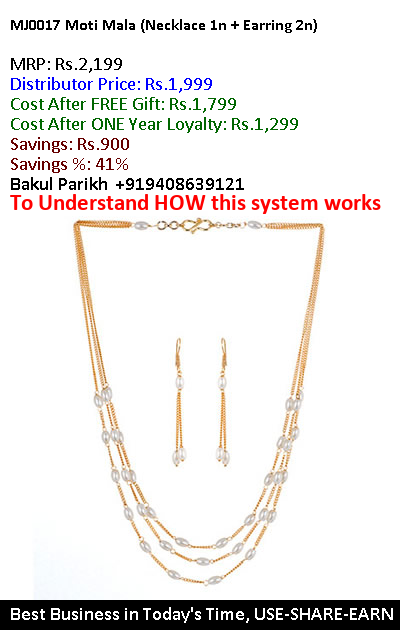 MJ0017 Moti Mala (Necklace 1n + Earring 2n)
MRP: Rs.2,199
Distributor Price: Rs.1,999
Cost After FREE Gift: Rs.1,799
Cost After ONE Year Loyalty: Rs.1,299
Savings: Rs.900
Savings %: 41%
Bakul Parikh +919408639121
To Understand HOW this system works
Best Business in Today's Time, USE-SHARE-EARN